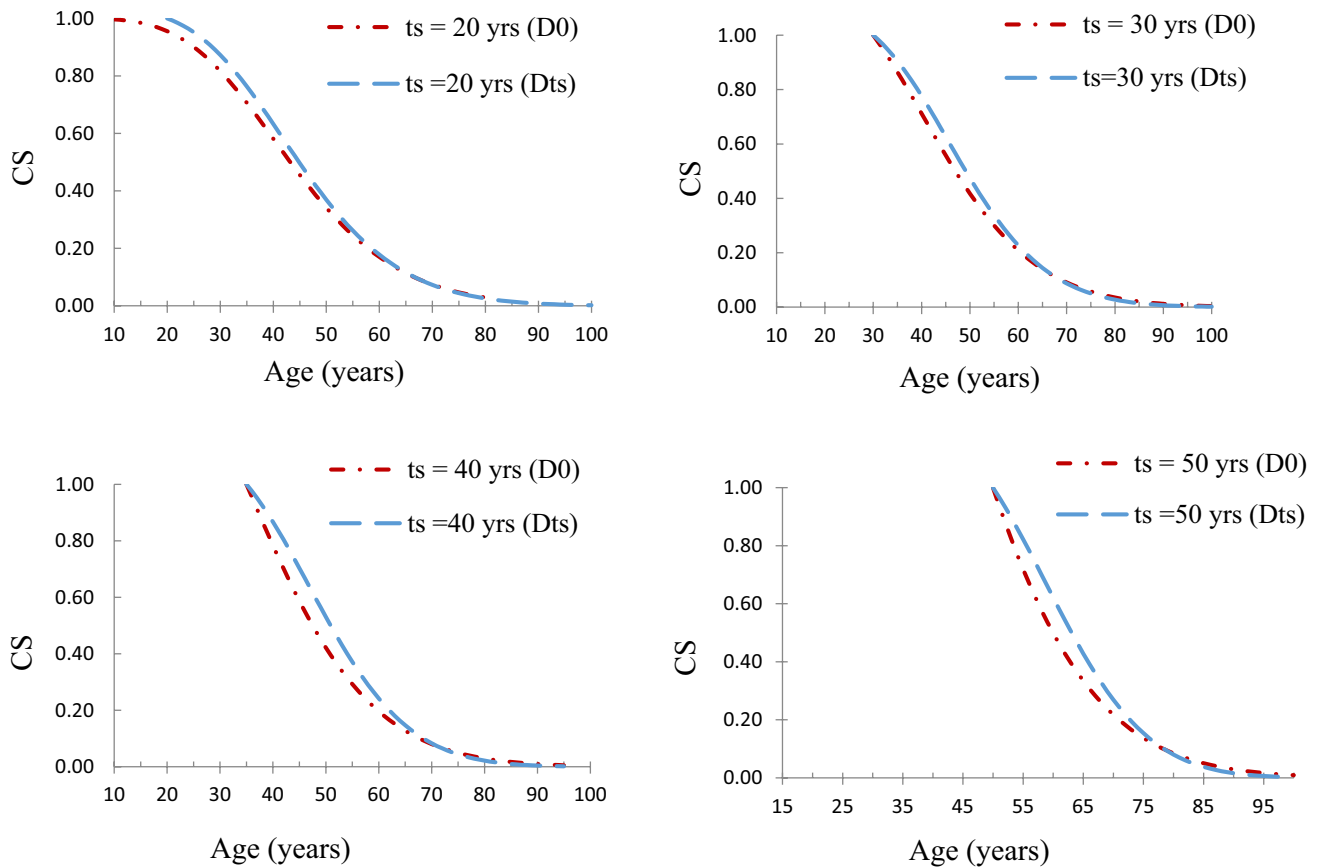 ts = 20 yrs (D0)
ts =20 yrs (Dts)
1.00
0.80
0.60
0.40
0.20
0.00
CS
10 20 30 40 50 60 70 80 90 100
Age (years)
ts = 30 yrs (D0)
ts=30 yrs (Dts)
1.00
0.80
0.60
0.40
0.20
0.00
CS
10 20 30 40 50 60 70 80 90 100
Age (years)
ts = 40 yrs (D0)
ts =40 yrs (Dts)
1.00
0.80
0.60
0.40
0.20
0.00
CS
10 20 30 40 50 60 70 80 90 100
Age (years)
ts = 50 yrs (D0)
ts =50 yrs (Dts)
1.00
0.80
0.60
0.40
0.20
0.00
CS
15 25 35 45 55 65 75 85 95
Age (years)